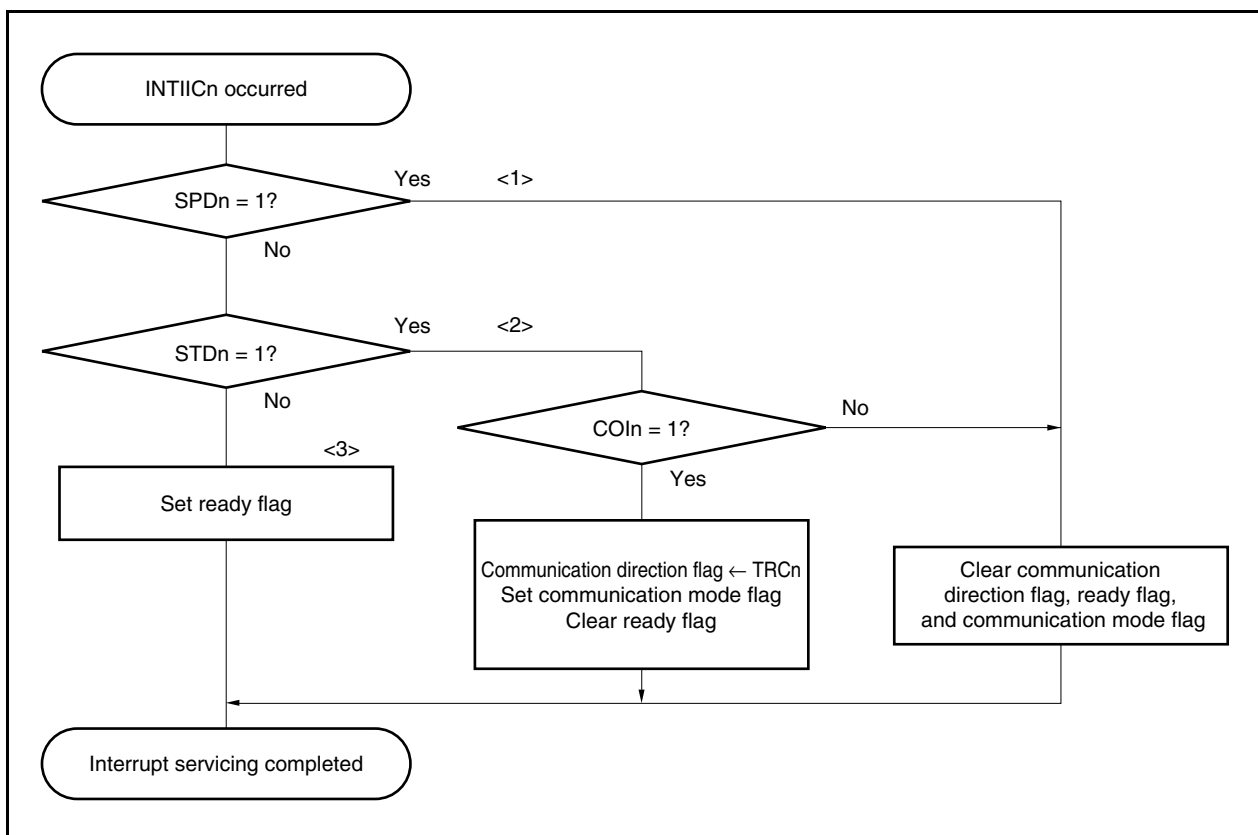 INTIICn occurred
Yes
<1>
SPDn = 1?
No
Yes
<2>
STDn = 1?
No
No
COIn = 1?
<3>
Yes
Set ready flag
Communication direction flag ← TRCn
Set communication mode flag
Clear ready flag
Clear communication
direction flag, ready flag,
and communication mode flag
Interrupt servicing completed